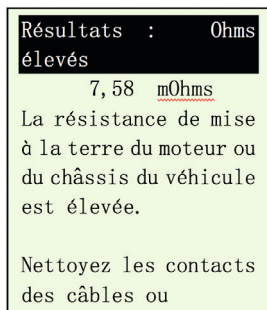 Résultats : Ohms
élevés
7,58 mOhms
La résistance de mise
à la terre du moteur ou
du châssis du véhicule
est élevée.
Nettoyez les contacts
des câbles ou